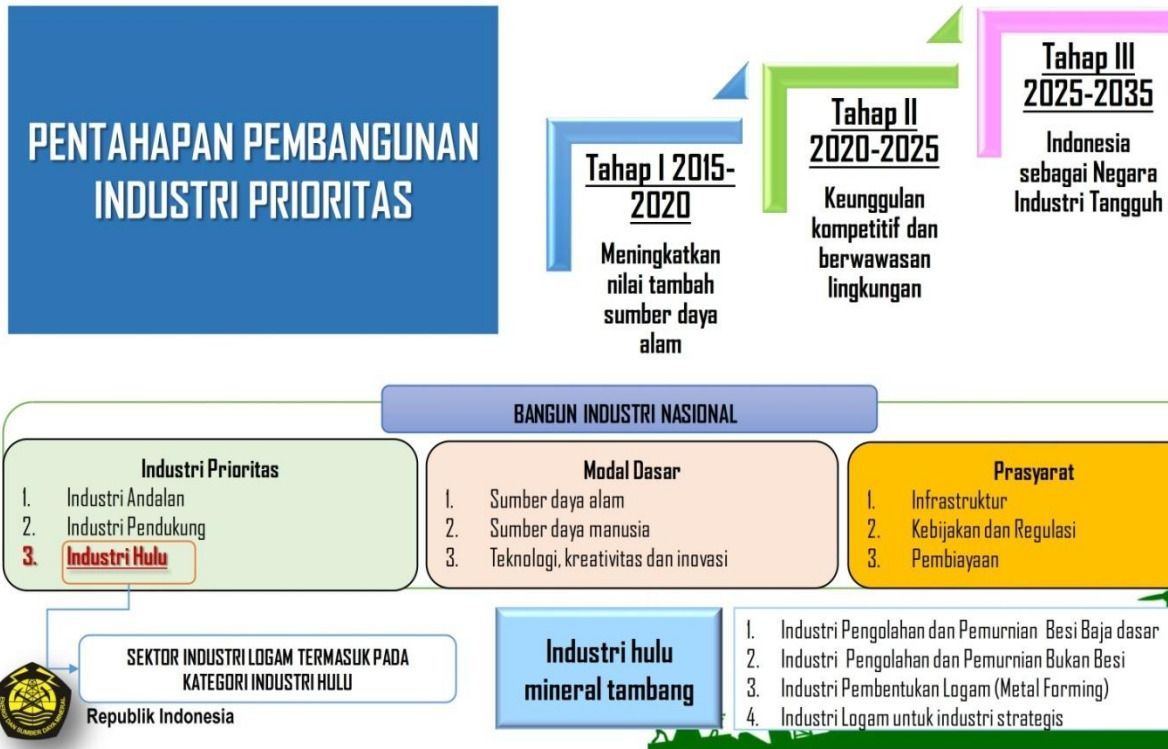 PENTAHAPAN PEMBANGUNAN
INDUSTRI PRIORITAS
Tahap I 2015-
2020
Meningkatkan
nilai tambah
sumber daya
alam
Tahap II
2020-2025
Keunggulan
kompetitif dan
berwawasan
lingkungan
Tahap III
2025-2035
Indonesia
sebagai Negara
Industri Tangguh
BANGUN INDUSTRI NASIONAL
Industri Prioritas
1. Industri Andalan
2. Industri Pendukung
3. Industri Hulu
Modal Dasar
1. Sumber daya alam
2. Sumber daya manusia
3. Teknologi, kreativitas dan inovasi
Prasyarat
1. Infrastruktur
2. Kebijakan dan Regulasi
3. Pembiayaan
SEKTOR INDUSTRI LOGAM TERMASUK PADA
KATEGORI INDUSTRI HULU
Industri hulu
mineral tambang
1. Industri Pengolahan dan Pemurnian Besi Baja dasar
2. Industri Pengolahan dan Pemurnian Bukan Besi
3. Industri Pembentukan Logam (Metal Forming)
4. Industri Logam untuk industri strategis
ENERGI DAN SUMBER DAYA MINERAL
Republik Indonesia